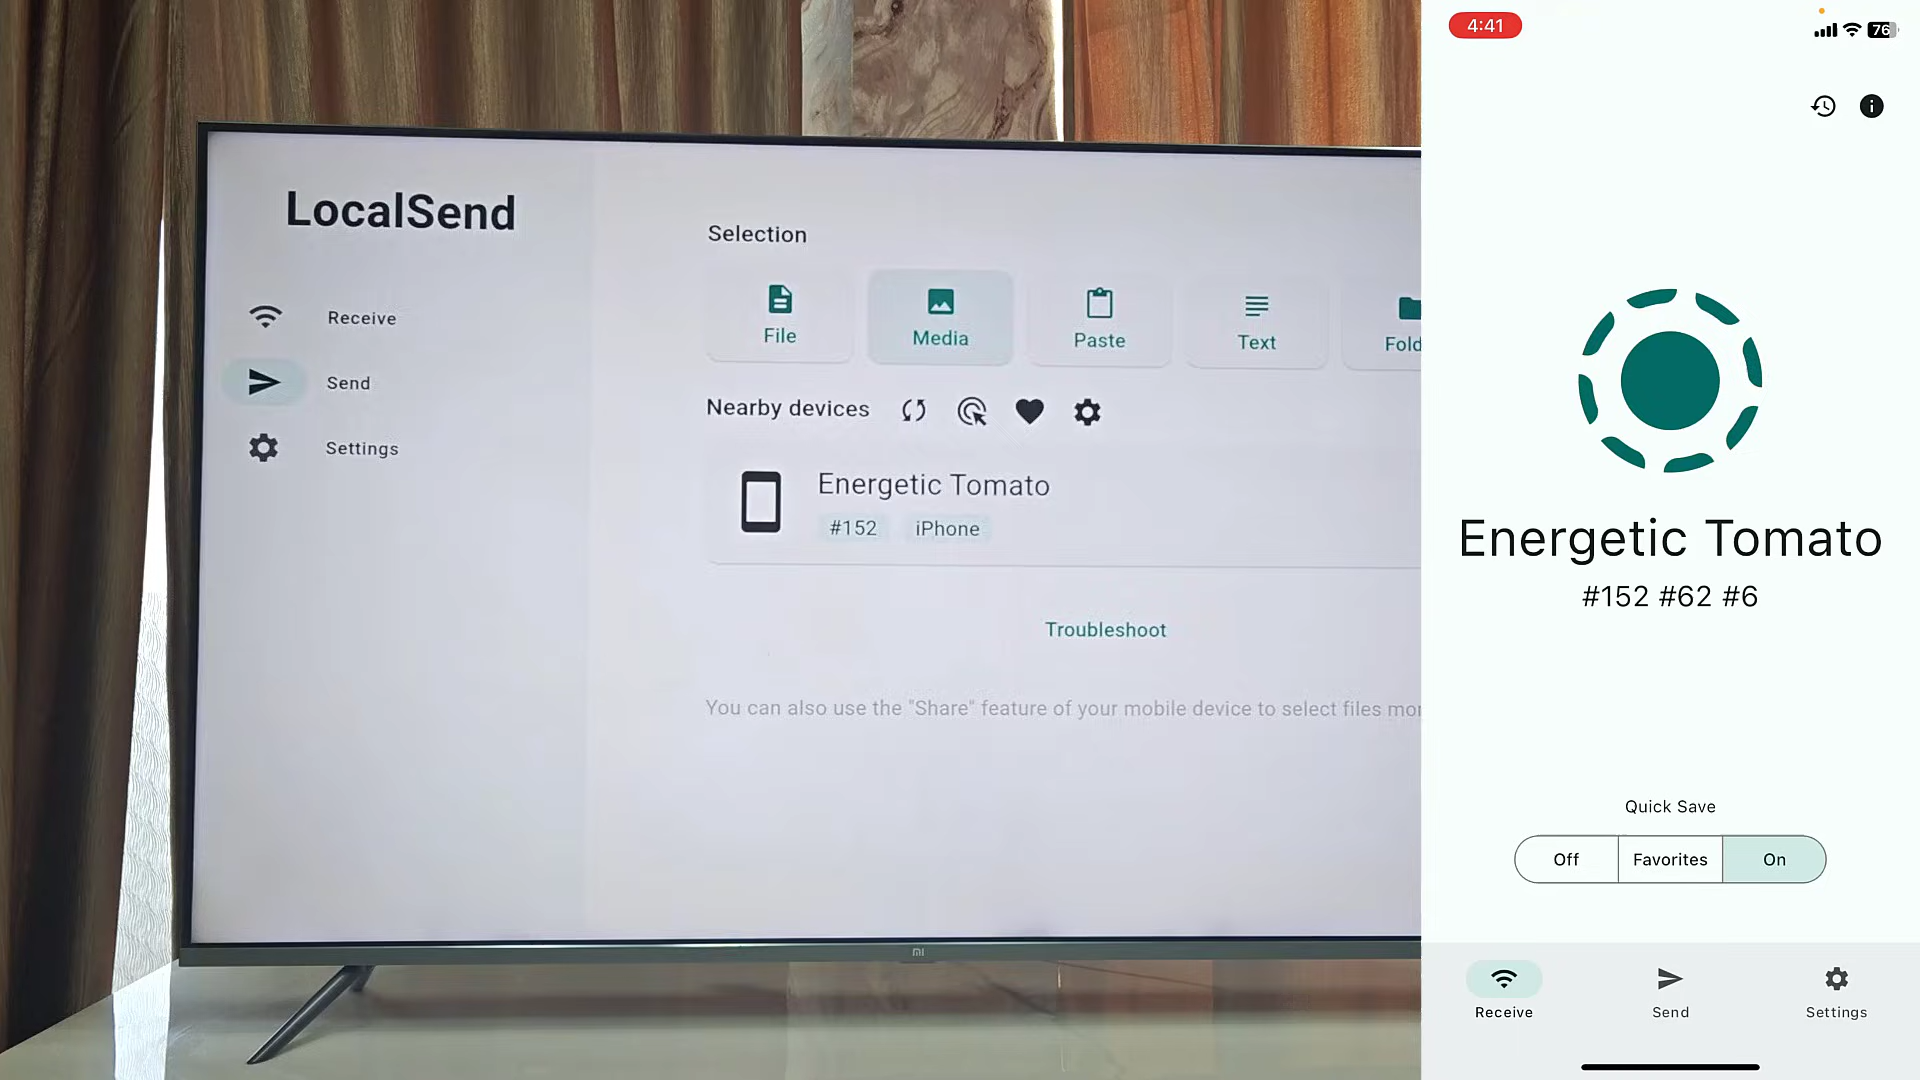 LocalSend
Receive
Send
Settings
Selection
File
Media
Paste
Text
Nearby devices
Energetic Tomato
#152
iPhone
Troubleshoot
You can also use the "Share" feature of your mobile device to select files
mi
4:41
76
Energetic Tomato
#152 #62 #6
Quick Save
Off
Favorites
On
Receive
Send
Settings